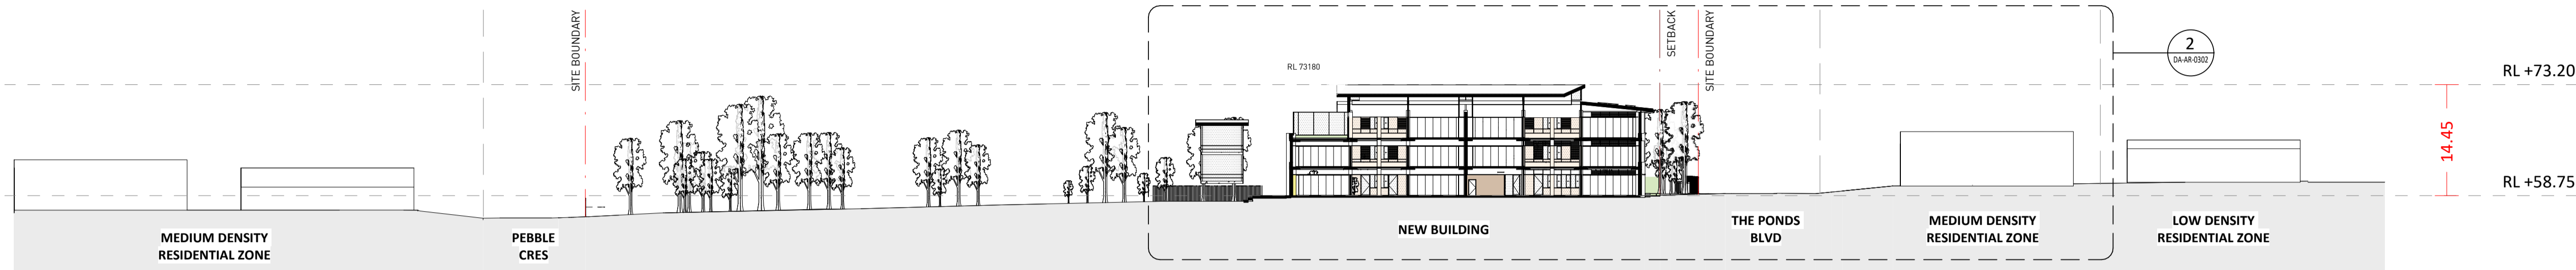 SITE BOUNDARY
SETBACK
SITE BOUNDARY
2
DA-AR-0302
RL 73180
RL +73.20
14.45
RL +58.75
MEDIUM DENSITY
RESIDENTIAL ZONE
PEBBLE
CRES
NEW BUILDING
THE PONDS
BLVD
MEDIUM DENSITY
RESIDENTIAL ZONE
LOW DENSITY
RESIDENTIAL ZONE